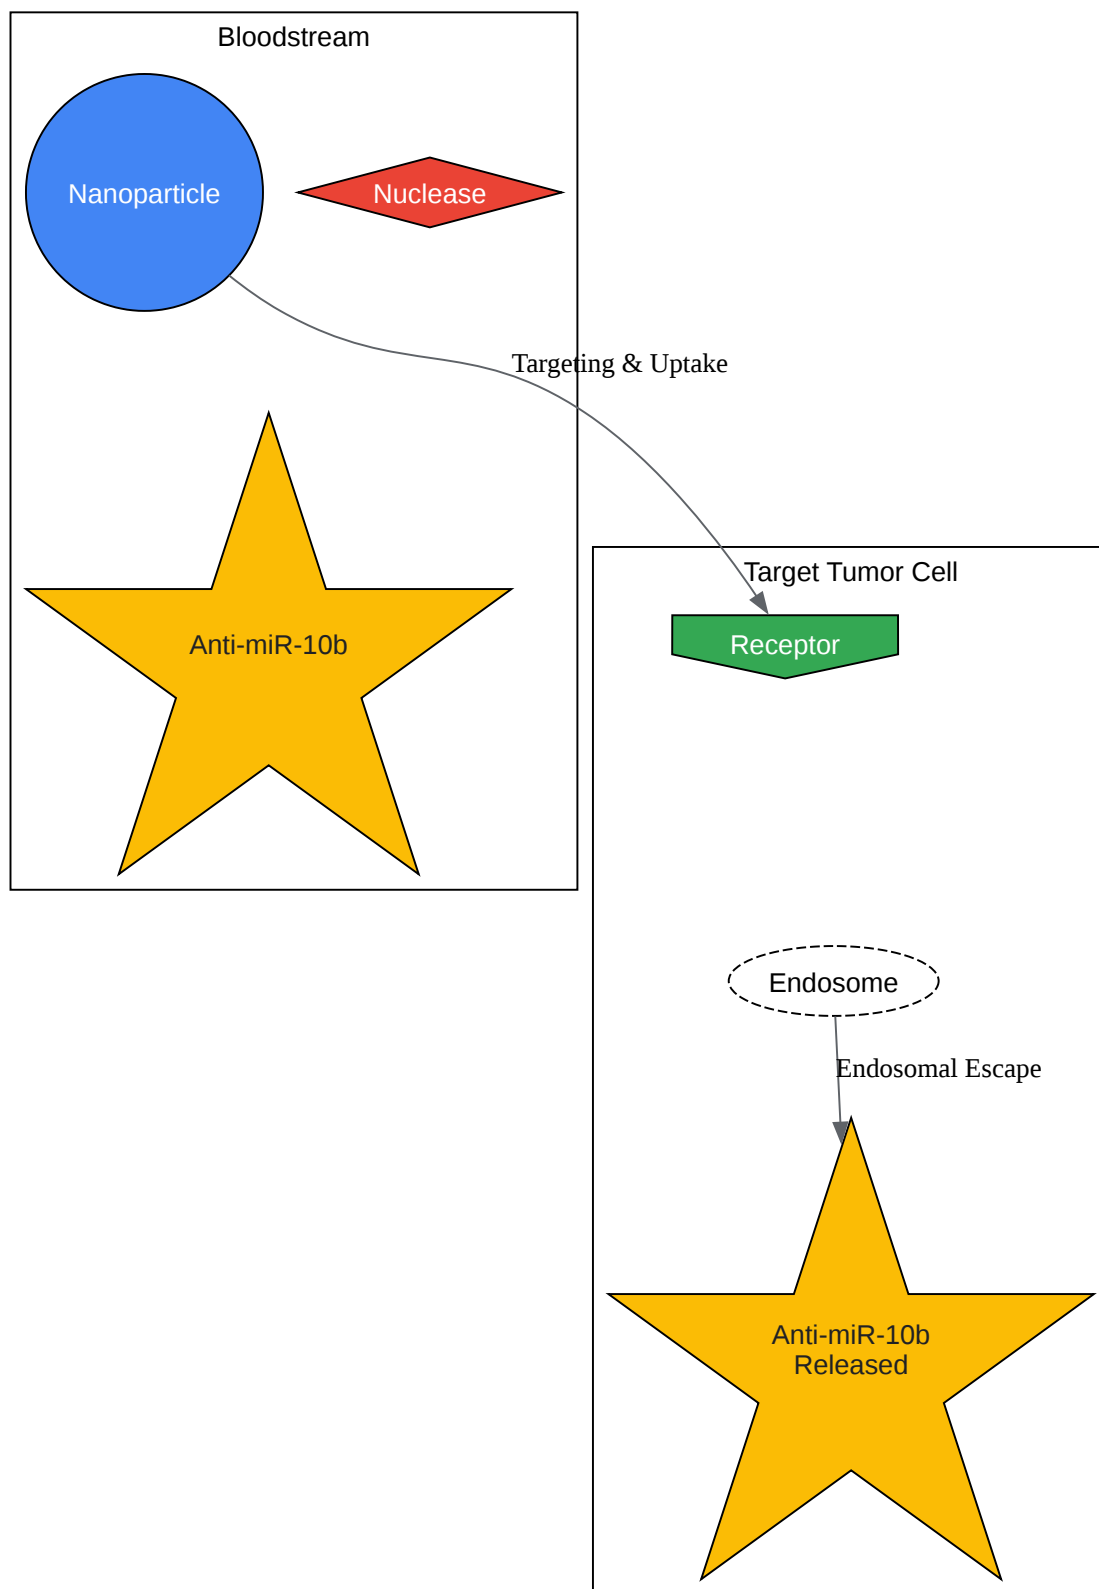 Bloodstream
Nanoparticle
Nuclease
Targeting & Uptake
Target Tumor Cell
Anti-miR-10b
Receptor
Endosome
Endosomal Escape
Anti-miR-10b
Released